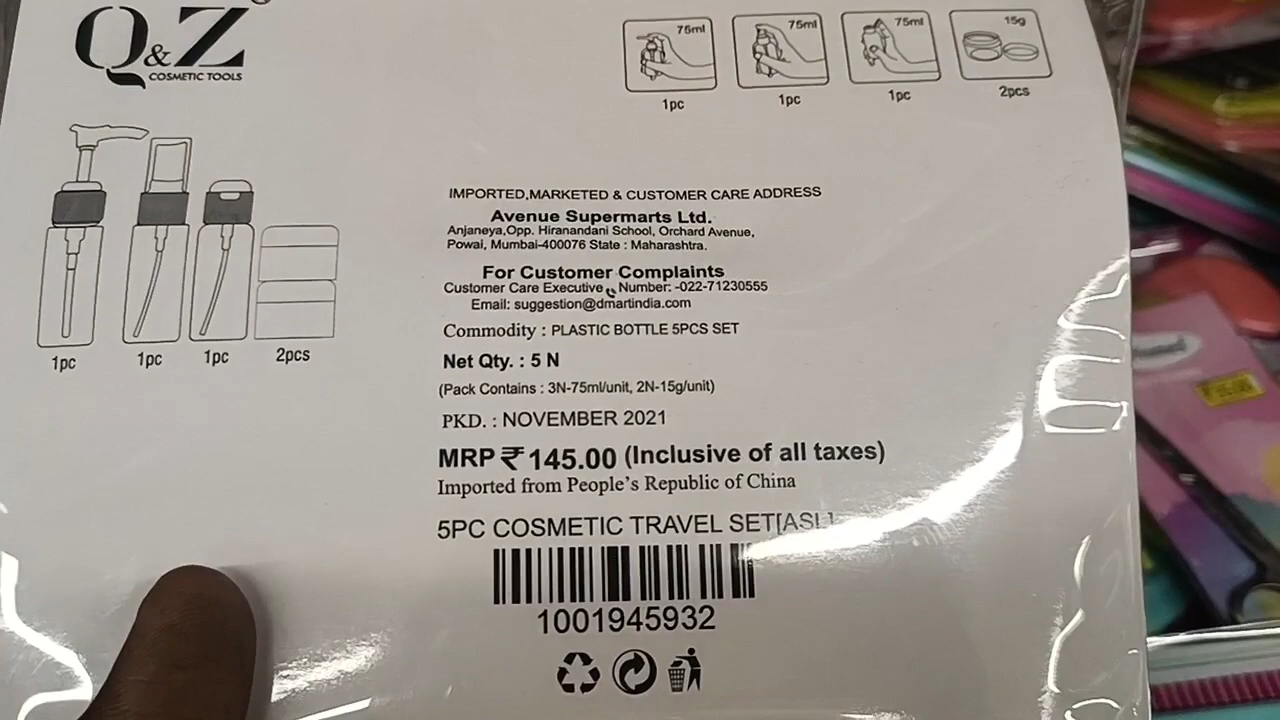 Q&Z
COSMETIC TOOLS
75ml
75ml
75ml
15g
1pc
1pc
1pc
2pcs
1pc
1pc
1pc
2pcs
IMPORTED,MARKETED & CUSTOMER CARE ADDRESS
Avenue Supermarts Ltd.
Anjaneya,Opp. Hiranandani School, Orchard Avenue,
Powai, Mumbai-400076 State : Maharashtra.
For Customer Complaints
Customer Care Executive Number: -022-71230555
Email: suggestion@dmartindia.com
Commodity : PLASTIC BOTTLE 5PCS SET
Net Qty. : 5 N
(Pack Contains : 3N-75ml/unit, 2N-15g/unit)
PKD. : NOVEMBER 2021
MRP ₹ 145.00 (Inclusive of all taxes)
Imported from People's Republic of China
5PC COSMETIC TRAVEL SET[ASL]
1001945932